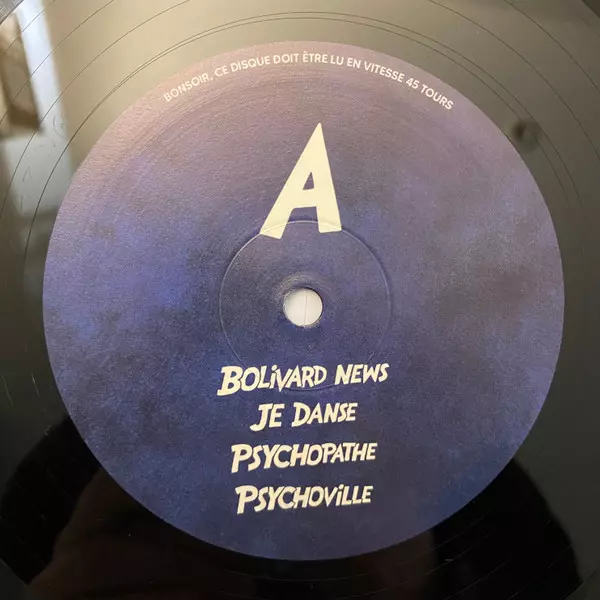 BONSOIR, CE DISQUE DOIT ÊTRE LU EN VITESSE 45 TOURS
A
BOLiVARD NEWS
JE DANSE
PSYCHOPATHE
PSYCHOViLLE